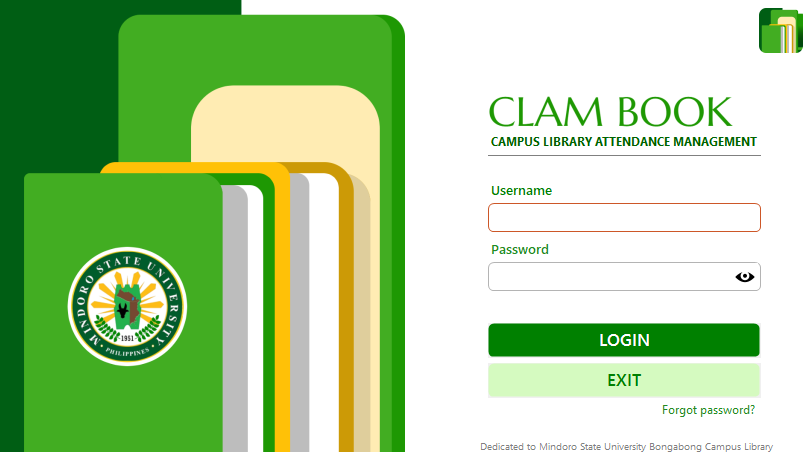 MINDORO STATE UNIVERSITY
1951
• PHILIPPINES •
CLAM BOOK
CAMPUS LIBRARY ATTENDANCE MANAGEMENT
Username
Password
LOGIN
EXIT
Forgot password?
Dedicated to Mindoro State University Bongabong Campus Library